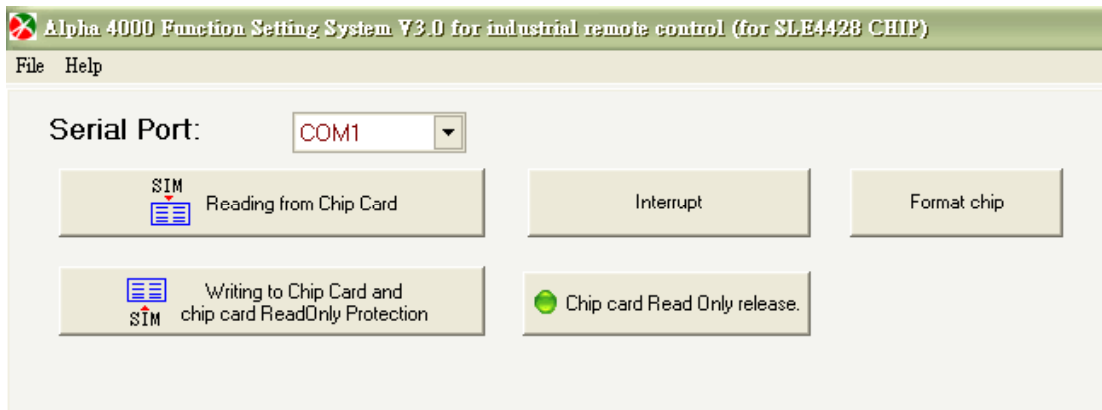 Alpha 4000 Function Setting System V3.0 for industrial remote control (for SLE4428 CHIP)
File Help
Serial Port: COM1
SIM
Reading from Chip Card
Interrupt
Format chip
Writing to Chip Card and
chip card ReadOnly Protection
SIM
Chip card Read Only release.